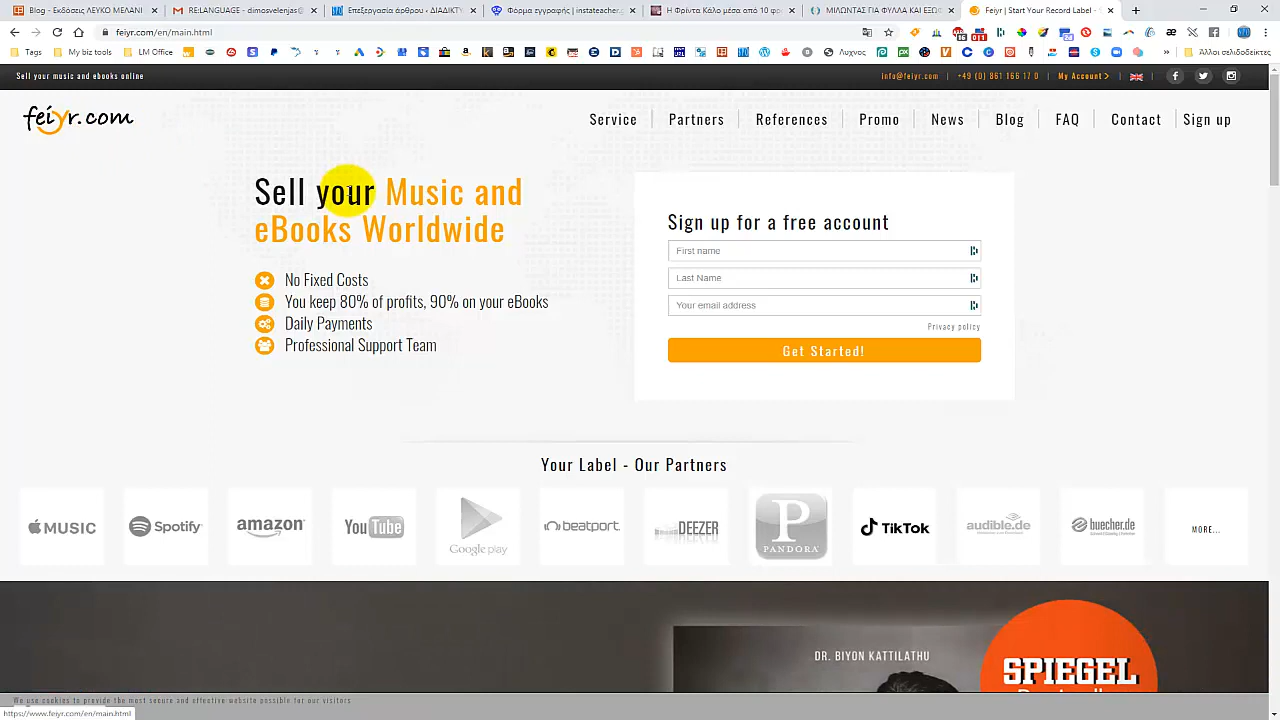 Blog - Εκδόσεις ΛΕΥΚΟ ΜΕΛΑΝΙ
RE:LANGUAGE - dimosvelenjas@
Επεξεργασία άρθρου ‹ ΔΙΑΔΙΚΤ
Φόρμα εγγραφής | instateacher.g
Η Φρίντα Κάλο μέσα από 10
ΜΙΛΩΝΤΑΣ ΓΙΑ ΦΥΛΛΑ ΚΑΙ ΕΞΩΣ
Feiyr | Start Your Record Label -
feiyr.com/en/main.html
Tags
My biz tools
LM Office
Λυχνος
Άλλοι σελιδοδείκτες
Sell your music and ebooks online
info@feiyr.com | +49 (0) 861 166 17 0 | My Account >
feiyr.com
Service
Partners
References
Promo
News
Blog
FAQ
Contact
Sign up
Sell your Music and
eBooks Worldwide
No Fixed Costs
You keep 80% of profits, 90% on your eBooks
Daily Payments
Professional Support Team
Sign up for a free account
First name
Last Name
Your email address
Privacy policy
Get Started!
Your Label - Our Partners
MUSIC
Spotify
amazon
YouTube
Google play
beatport
DEEZER
P
PANDORA
TikTok
audible.de
buecher.de
MORE...
DR. BIYON KATTILATHU
SPIEGEL
We use cookies to provide the most secure and effective website possible for our visitors
https://www.feiyr.com/en/main.html